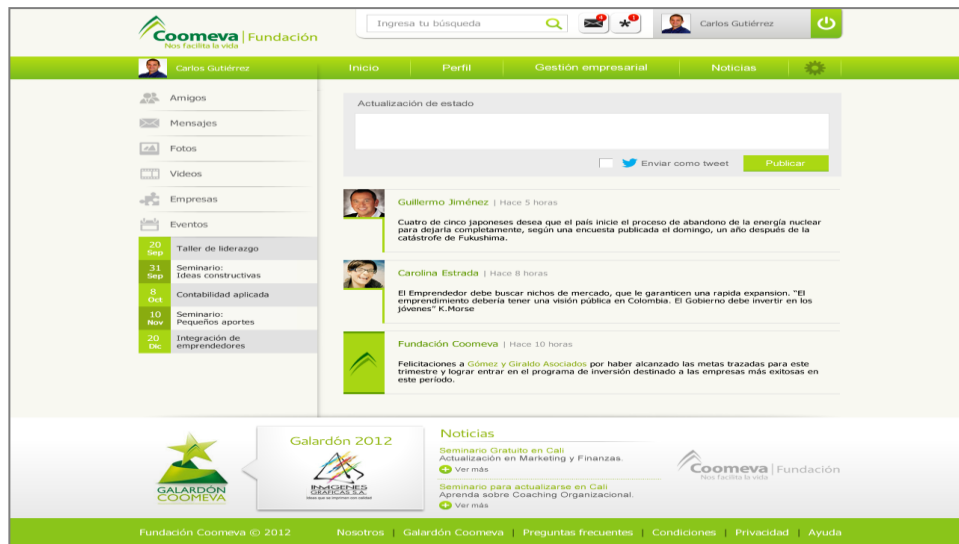 Coomeva | Fundación
Nos facilita la vida
Ingresa tu búsqueda
4
1
Carlos Gutiérrez
Carlos Gutiérrez
Inicio
Perfil
Gestión empresarial
Noticias
Amigos
Mensajes
Fotos
Videos
Empresas
Eventos
20 Sep
Taller de liderazgo
31 Sep
Seminario:
Ideas constructivas
8 Oct
Contabilidad aplicada
10 Nov
Seminario:
Pequeños aportes
20 Dic
Integración de
emprendedores
Actualización de estado
Enviar como tweet
Publicar
Guillermo Jiménez | Hace 5 horas
Cuatro de cinco japoneses desea que el país inicie el proceso de abandono de la energía nuclear
para dejarla completamente, según una encuesta publicada el domingo, un año después de la
catástrofe de Fukushima.
Carolina Estrada | Hace 8 horas
El Emprendedor debe buscar nichos de mercado, que le garanticen una rapida expansion. "El
emprendimiento debería tener una visión pública en Colombia. El Gobierno debe invertir en los
jóvenes" K.Morse
Fundación Coomeva | Hace 10 horas
Felicitaciones a Gómez y Giraldo Asociados por haber alcanzado las metas trazadas para este
trimestre y lograr entrar en el programa de inversión destinado a las empresas más exitosas en
este período.
GALARDÓN
COOMEVA
Galardón 2012
IMAGENES
GRAFICAS S.A.
Ideas que se imprimen con calidad
Noticias
Seminario Gratuito en Cali
Actualización en Marketing y Finanzas.
Ver más
Seminario para actualizarse en Cali
Aprenda sobre Coaching Organizacional.
Ver más
Coomeva | Fundación
Nos facilita la vida
Fundación Coomeva © 2012
Nosotros | Galardón Coomeva | Preguntas frecuentes | Condiciones | Privacidad | Ayuda